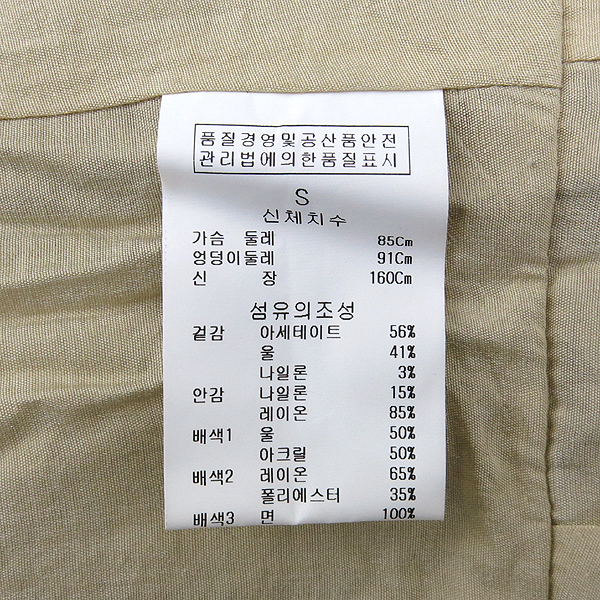 품질경영및공산품안전
관리법에의한품질표시
S
신체치수
가슴 둘레 85Cm
엉덩이둘레 91Cm
신 장 160Cm
섬유의조성
겉감 아세테이트 56%
울 41%
나일론 3%
안감 나일론 15%
레이온 85%
배색1 울 50%
아크릴 50%
배색2 레이온 65%
폴리에스터 35%
배색3 면 100%